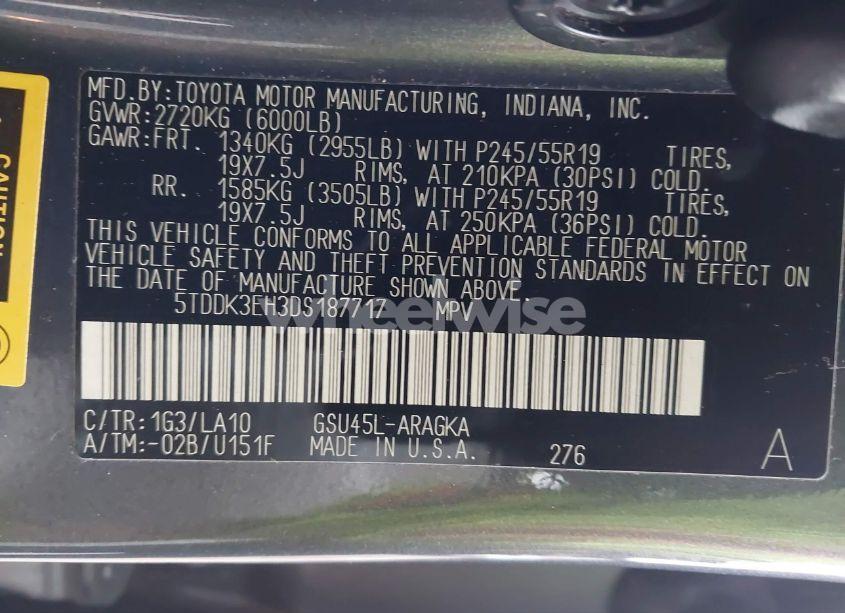 MFD.BY:TOYOTA MOTOR MANUFACTURING, INDIANA, INC.
GVWR:2720KG (6000LB)
GAWR:FRT. 1340KG (2955LB) WITH P245/55R19 TIRES,
19X7.5J RIMS, AT 210KPA (30PSI) COLD.
RR. 1585KG (3505LB) WITH P245/55R19 TIRES,
19X7.5J RIMS, AT 250KPA (36PSI) COLD.
THIS VEHICLE CONFORMS TO ALL APPLICABLE FEDERAL MOTOR
VEHICLE SAFETY AND THEFT PREVENTION STANDARDS IN EFFECT ON
THE DATE OF MANUFACTURE SHOWN ABOVE.
5TDDK3EH3DS187717 MPV
wheelwise
C/TR:1G3/LA10 GSU45L-ARAGKA
A/TM:-02B/U151F MADE IN U.S.A. 276 A
CAUTION